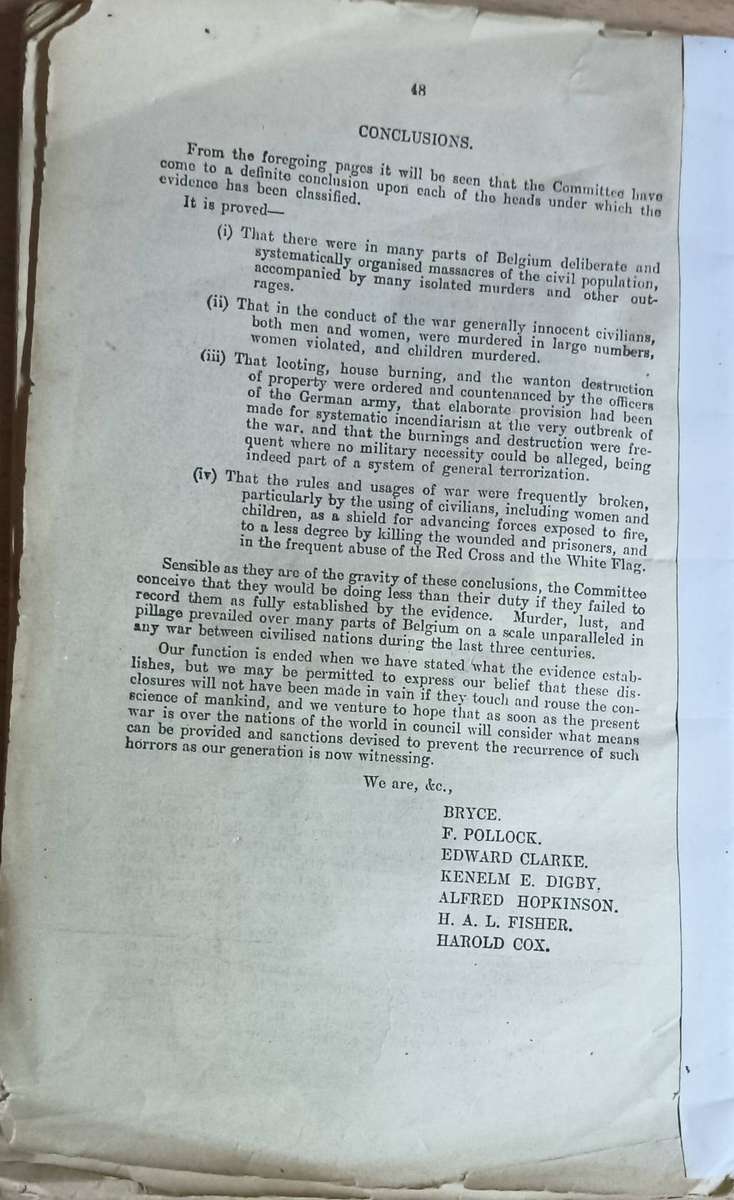 48
CONCLUSIONS.
From the foregoing pages it will be seen that the Committee have
come to a definite conclusion upon each of the heads under which the
evidence has been classified.
It is proved—
(i) That there were in many parts of Belgium deliberate and
systematically organised massacres of the civil population,
accompanied by many isolated murders and other out-
rages.
(ii) That in the conduct of the war generally innocent civilians,
both men and women, were murdered in large numbers,
women violated, and children murdered.
(iii) That looting, house burning, and the wanton destruction
of property were ordered and countenanced by the officers
of the German army, that elaborate provision had been
made for systematic incendiarism at the very outbreak of
the war, and that the burnings and destruction were fre-
quent where no military necessity could be alleged, being
indeed part of a system of general terrorization.
(iv) That the rules and usages of war were frequently broken,
particularly by the using of civilians, including women and
children, as a shield for advancing forces exposed to fire,
to a less degree by killing the wounded and prisoners, and
in the frequent abuse of the Red Cross and the White Flag.
Sensible as they are of the gravity of these conclusions, the Committee
conceive that they would be doing less than their duty if they failed to
record them as fully established by the evidence. Murder, lust, and
pillage prevailed over many parts of Belgium on a scale unparalleled in
any war between civilised nations during the last three centuries.
Our function is ended when we have stated what the evidence estab-
lishes, but we may be permitted to express our belief that these dis-
closures will not have been made in vain if they touch and rouse the con-
science of mankind, and we venture to hope that as soon as the present
war is over the nations of the world in council will consider what means
can be provided and sanctions devised to prevent the recurrence of such
horrors as our generation is now witnessing.
We are, &c.,
BRYCE.
F. POLLOCK.
EDWARD CLARKE.
KENELM E. DIGBY.
ALFRED HOPKINSON.
H. A. L. FISHER.
HAROLD COX.